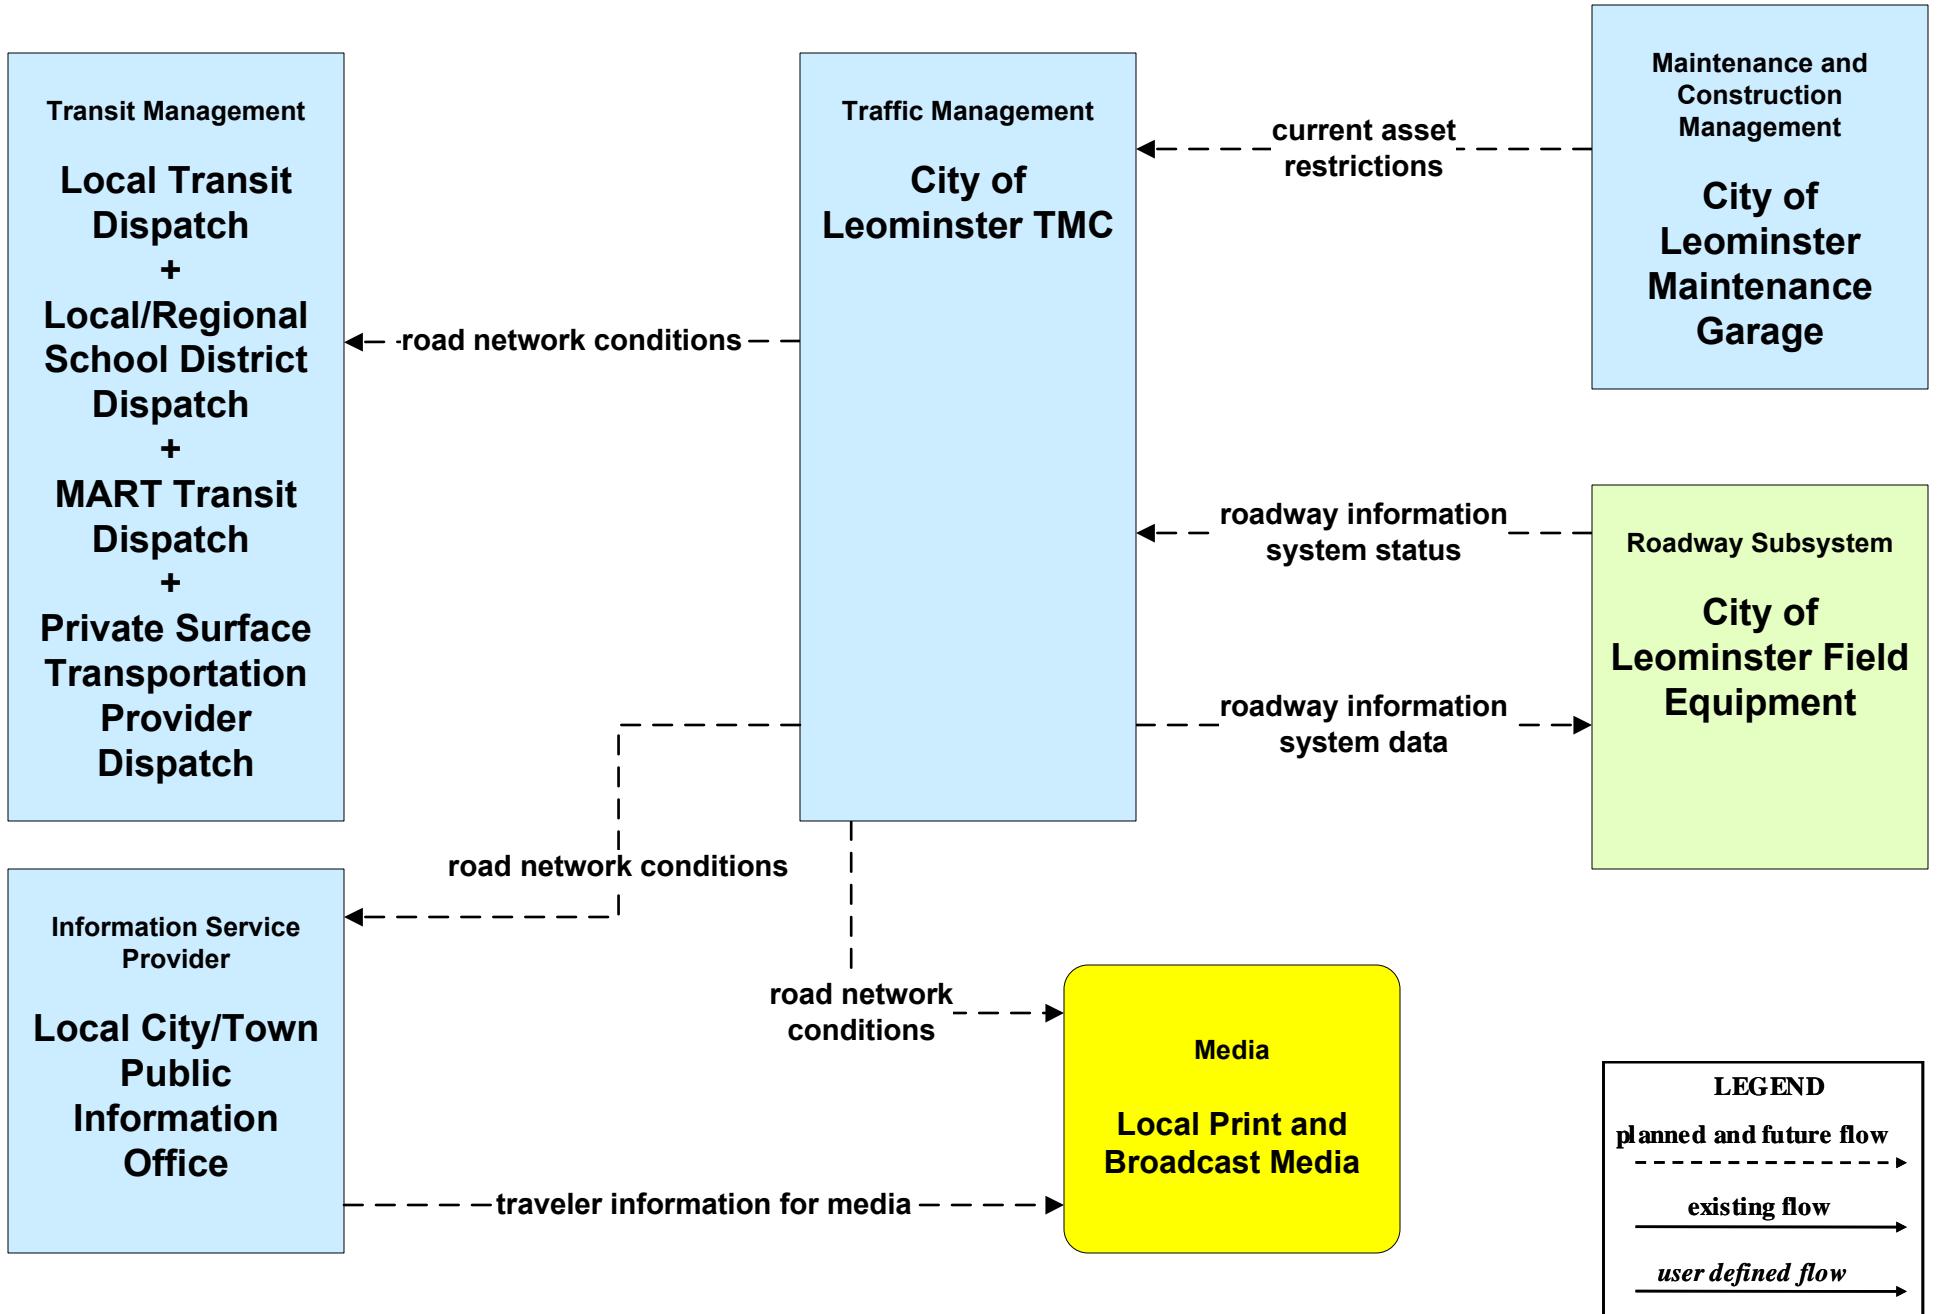 Transit Management
Local Transit
Dispatch
+
Local/Regional
School District
Dispatch
+
MART Transit
Dispatch
+
Private Surface
Transportation
Provider
Dispatch
road network conditions
Traffic Management
City of
Leominster TMC
current asset
restrictions
Maintenance and
Construction
Management
City of
Leominster
Maintenance
Garage
roadway information
system status
roadway information
system data
Roadway Subsystem
City of
Leominster Field
Equipment
road network conditions
Information Service
Provider
Local City/Town
Public
Information
Office
road network
conditions
traveler information for media
Media
Local Print and
Broadcast Media
LEGEND
planned and future flow
existing flow
user defined flow